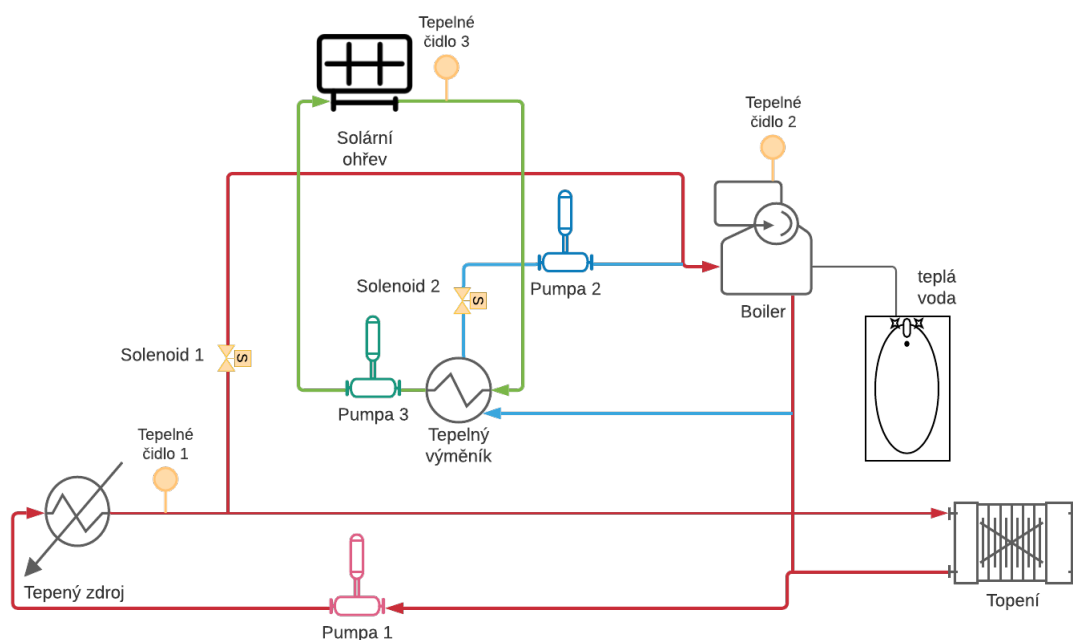 Tepelné
čidlo 3
Solární
ohřev
Tepelné
čidlo 2
Solenoid 2
S
Pumpa 2
Boiler
teplá
voda
Solenoid 1
S
Pumpa 3
Tepelný
výměník
Tepelné
čidlo 1
Tepený zdroj
Pumpa 1
Topení